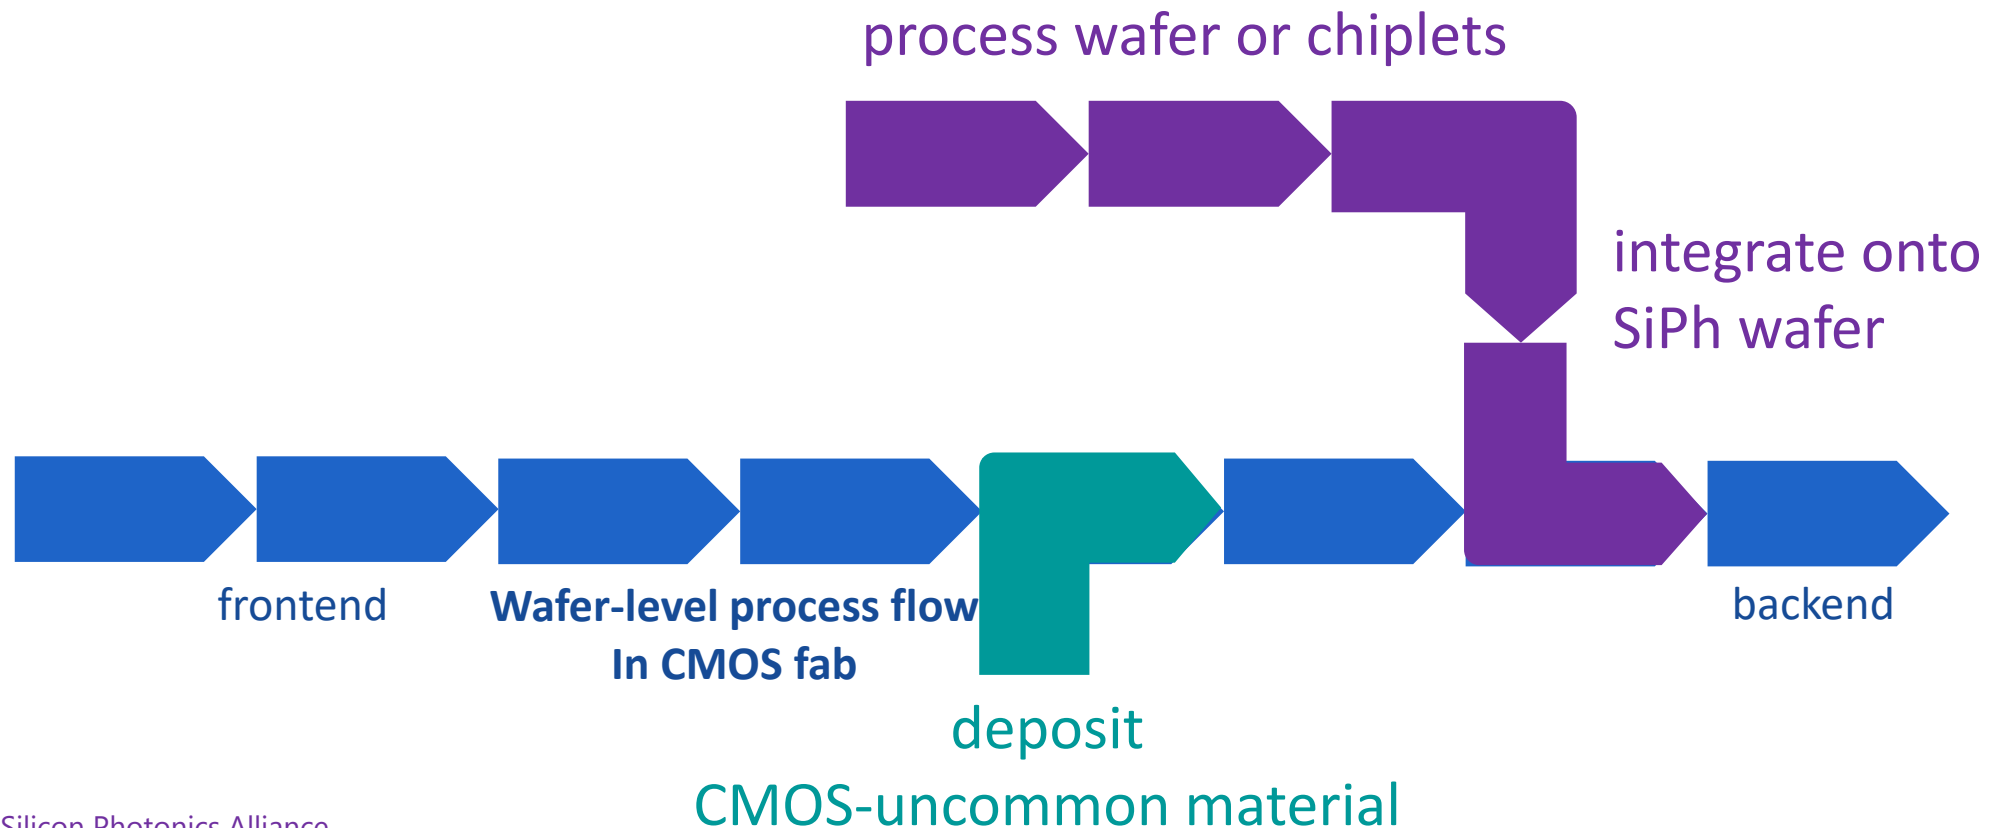 process wafer or chiplets
integrate onto
SiPh wafer
frontend
Wafer-level process flow
In CMOS fab
backend
deposit
CMOS-uncommon material
Silicon Photonics Alliance